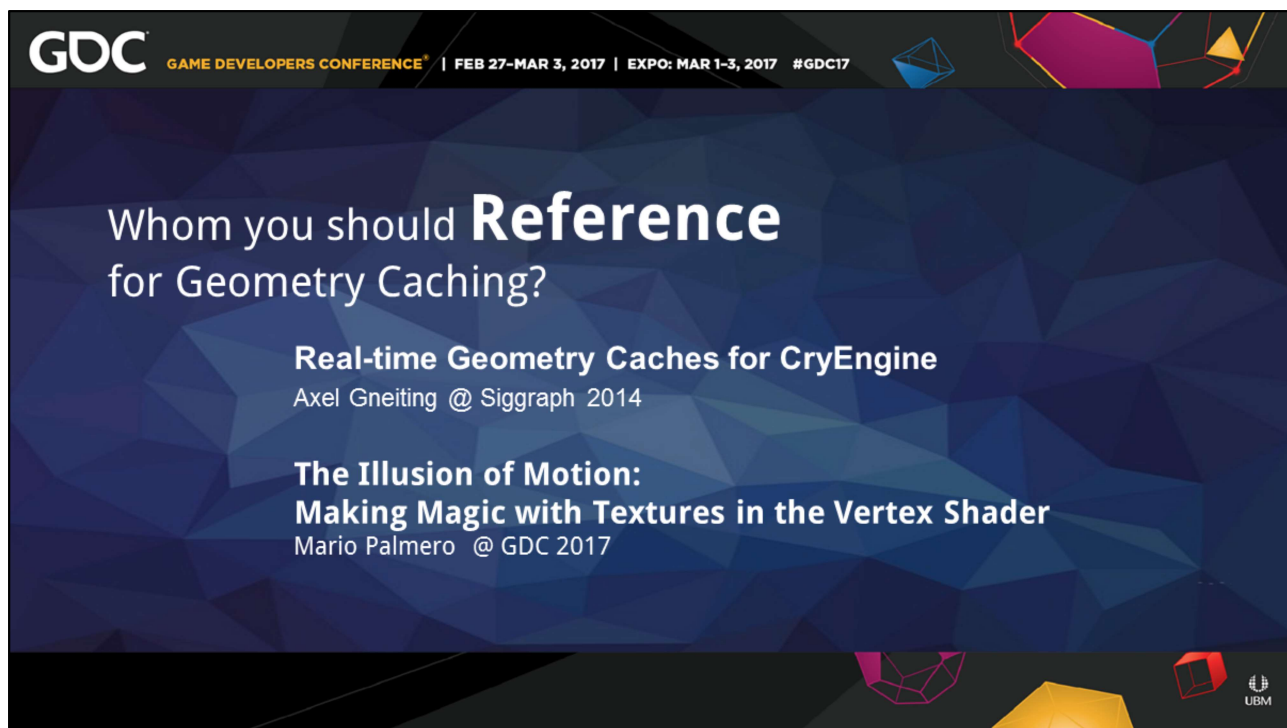 GDC GAME DEVELOPERS CONFERENCE® | FEB 27-MAR 3, 2017 | EXPO: MAR 1-3, 2017 #GDC17
Whom you should Reference
for Geometry Caching?
Real-time Geometry Caches for CryEngine
Axel Gneiting @ Siggraph 2014
The Illusion of Motion:
Making Magic with Textures in the Vertex Shader
Mario Palmero @ GDC 2017
UBM